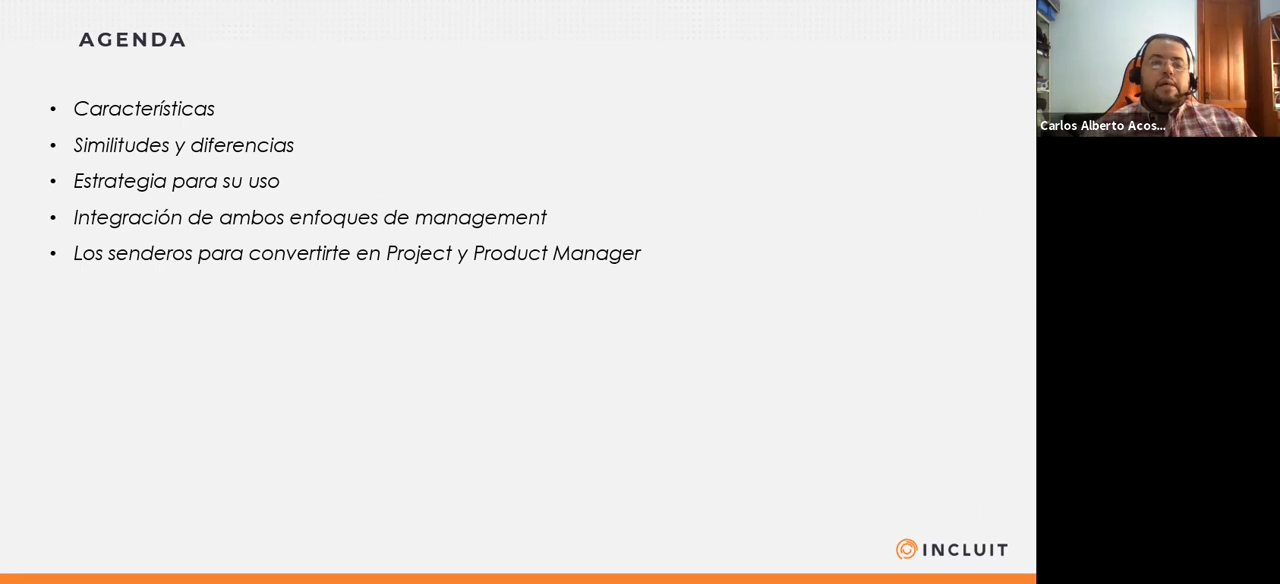 AGENDA
• Características
• Similitudes y diferencias
• Estrategia para su uso
• Integración de ambos enfoques de management
• Los senderos para convertirte en Project y Product Manager
INCLUIT
Carlos Alberto Acos...